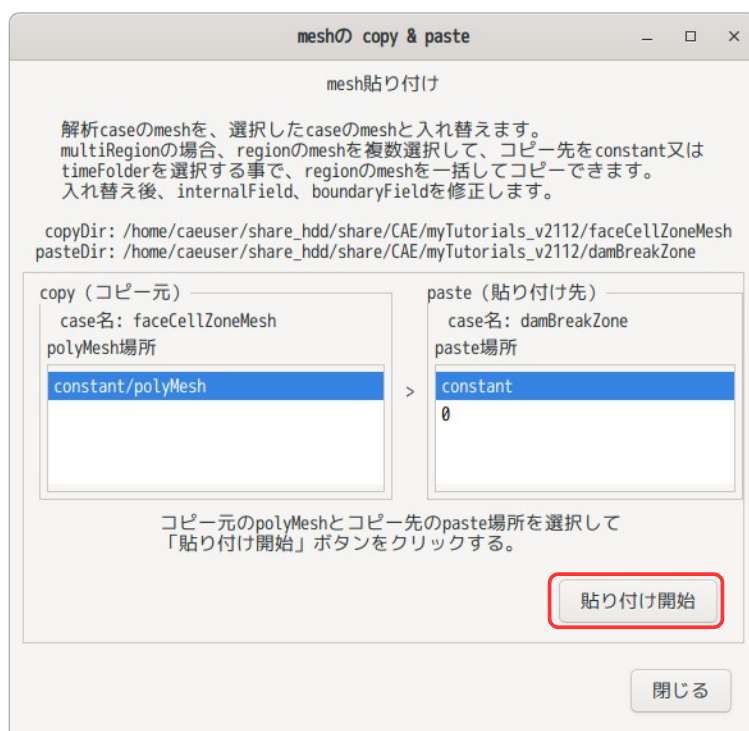 meshの copy & paste
mesh貼り付け
解析caseのmeshを、選択したcaseのmeshと入れ替えます。
multiRegionの場合、regionのmeshを複数選択して、コピー先をconstant又は
timeFolderを選択する事で、regionのmeshを一括してコピーできます。
入れ替え後、internalField、boundaryFieldを修正します。
copyDir: /home/caeuser/share_hdd/share/CAE/myTutorials_v2112/faceCellZoneMesh
pasteDir: /home/caeuser/share_hdd/share/CAE/myTutorials_v2112/damBreakZone
copy (コピー元)
case名: faceCellZoneMesh
polyMesh場所
constant/polyMesh
>
paste (貼り付け先)
case名: damBreakZone
paste場所
constant
0
コピー元のpolyMeshとコピー先のpaste場所を選択して
「貼り付け開始」ボタンをクリックする。
貼り付け開始
閉じる